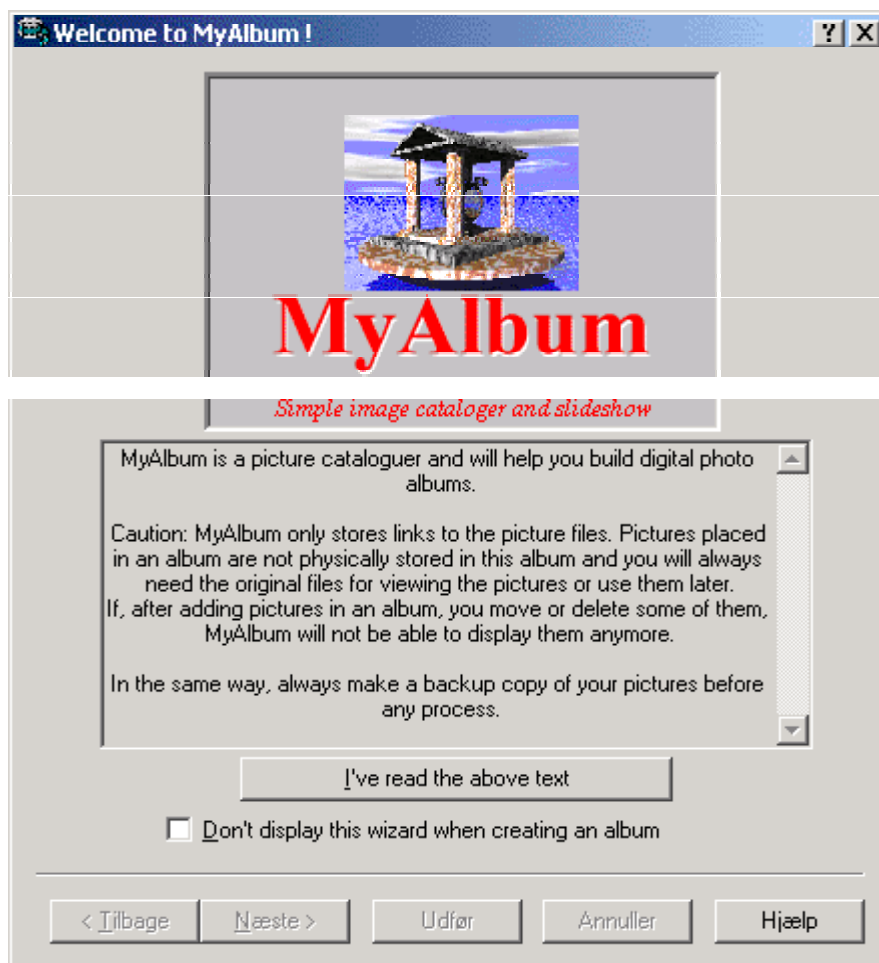 Welcome to MyAlbum !
MyAlbum
Simple image cataloger and slideshow
MyAlbum is a picture cataloguer and will help you build digital photo
albums.
Caution: MyAlbum only stores links to the picture files. Pictures placed
in an album are not physically stored in this album and you will always
need the original files for viewing the pictures or use them later.
If, after adding pictures in an album, you move or delete some of them,
MyAlbum will not be able to display them anymore.
In the same way, always make a backup copy of your pictures before
any process.
I've read the above text
Don't display this wizard when creating an album
< Tilbage Næste > Udfør Annuller Hjælp